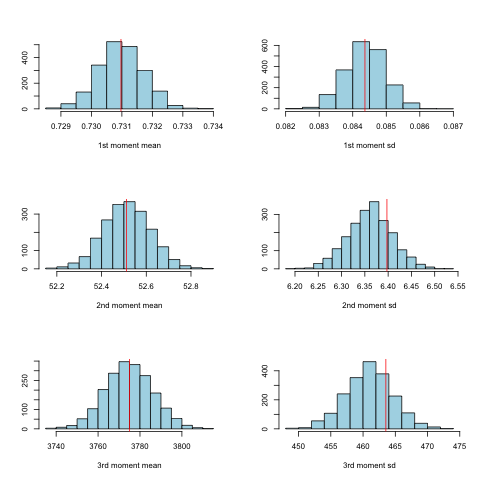 0 200 400
0.729 0.730 0.731 0.732 0.733 0.734
1st moment mean
0 200 400 600
0.082 0.083 0.084 0.085 0.086 0.087
1st moment sd
0 100 300
52.2 52.4 52.6 52.8
2nd moment mean
0 100 300
6.20 6.25 6.30 6.35 6.40 6.45 6.50 6.55
2nd moment sd
0 100 250
3740 3760 3780 3800
3rd moment mean
0 200 400
450 455 460 465 470 475
3rd moment sd